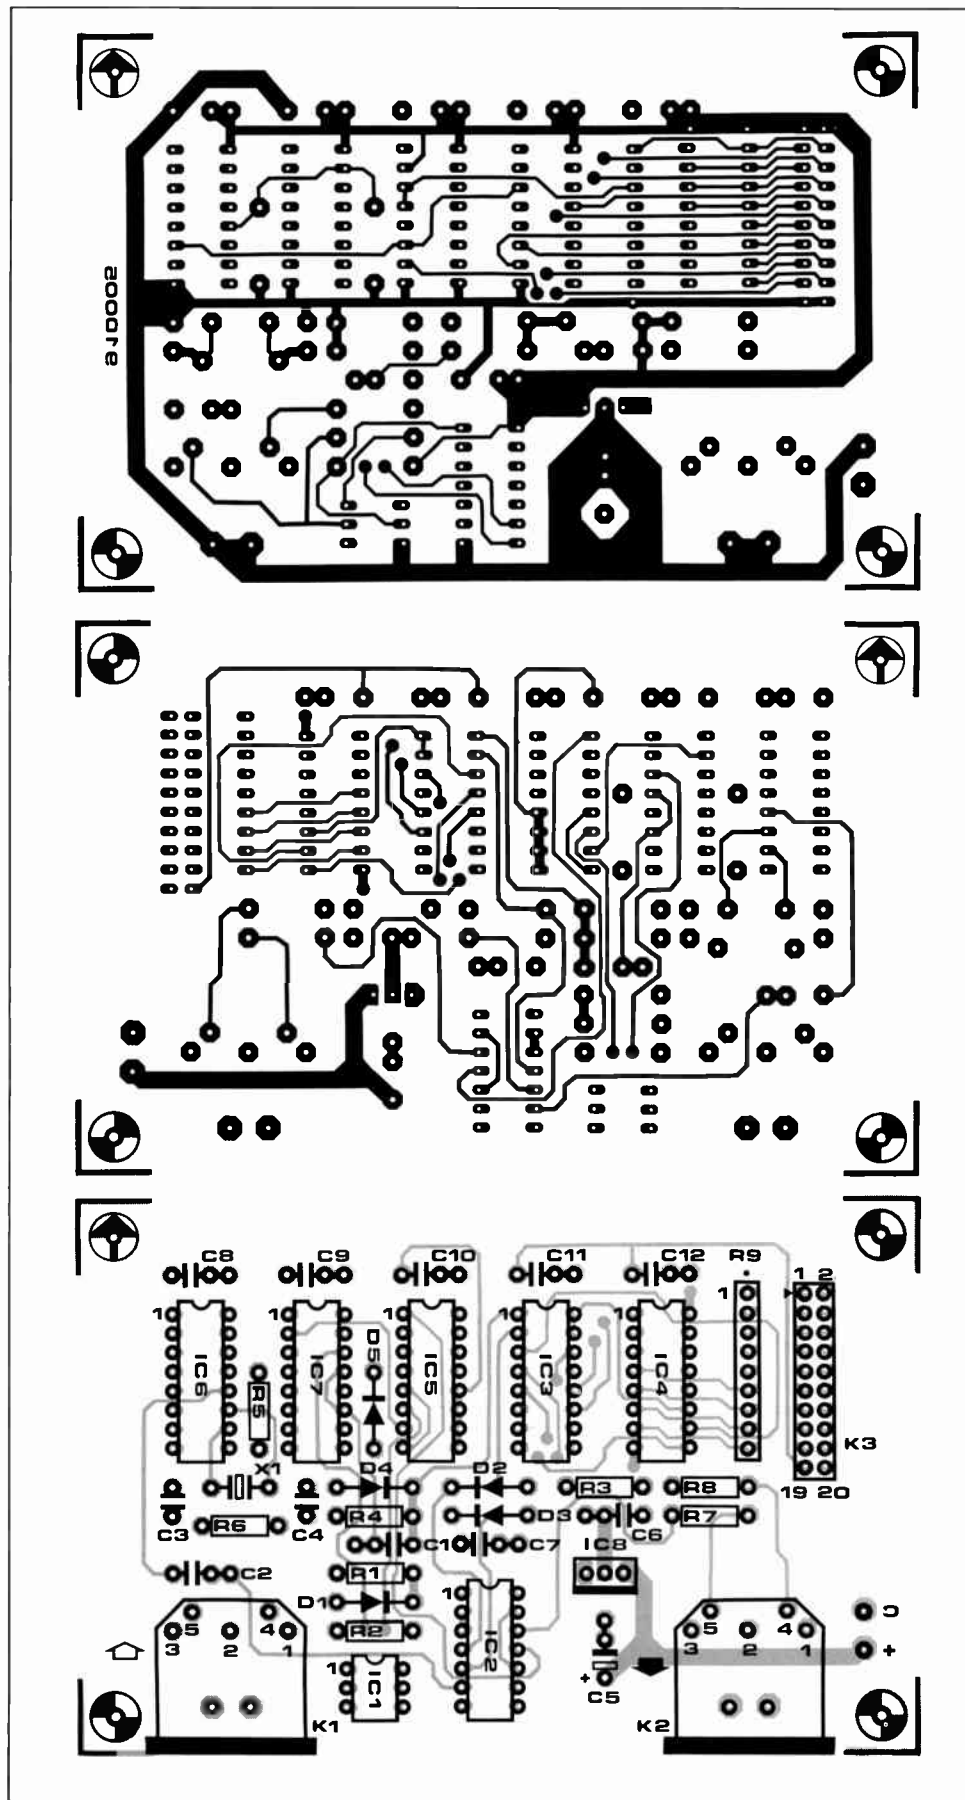 910005
C8 C9 C10 C11 C12 R9 1 2
1 1 1 1 1 1
IC6 R5 IC7 D5 IC5 IC3 IC4 K3
X1 D4 D2 19 20
C3 R6 C4 R4 D3 R3 R8 C6 R7
C2 R1 C1 C7 IC8
D1 R2 1 IC2
5 4 5 4
3 2 1 3 2 1 +
1 IC1 + C5
K1 K2